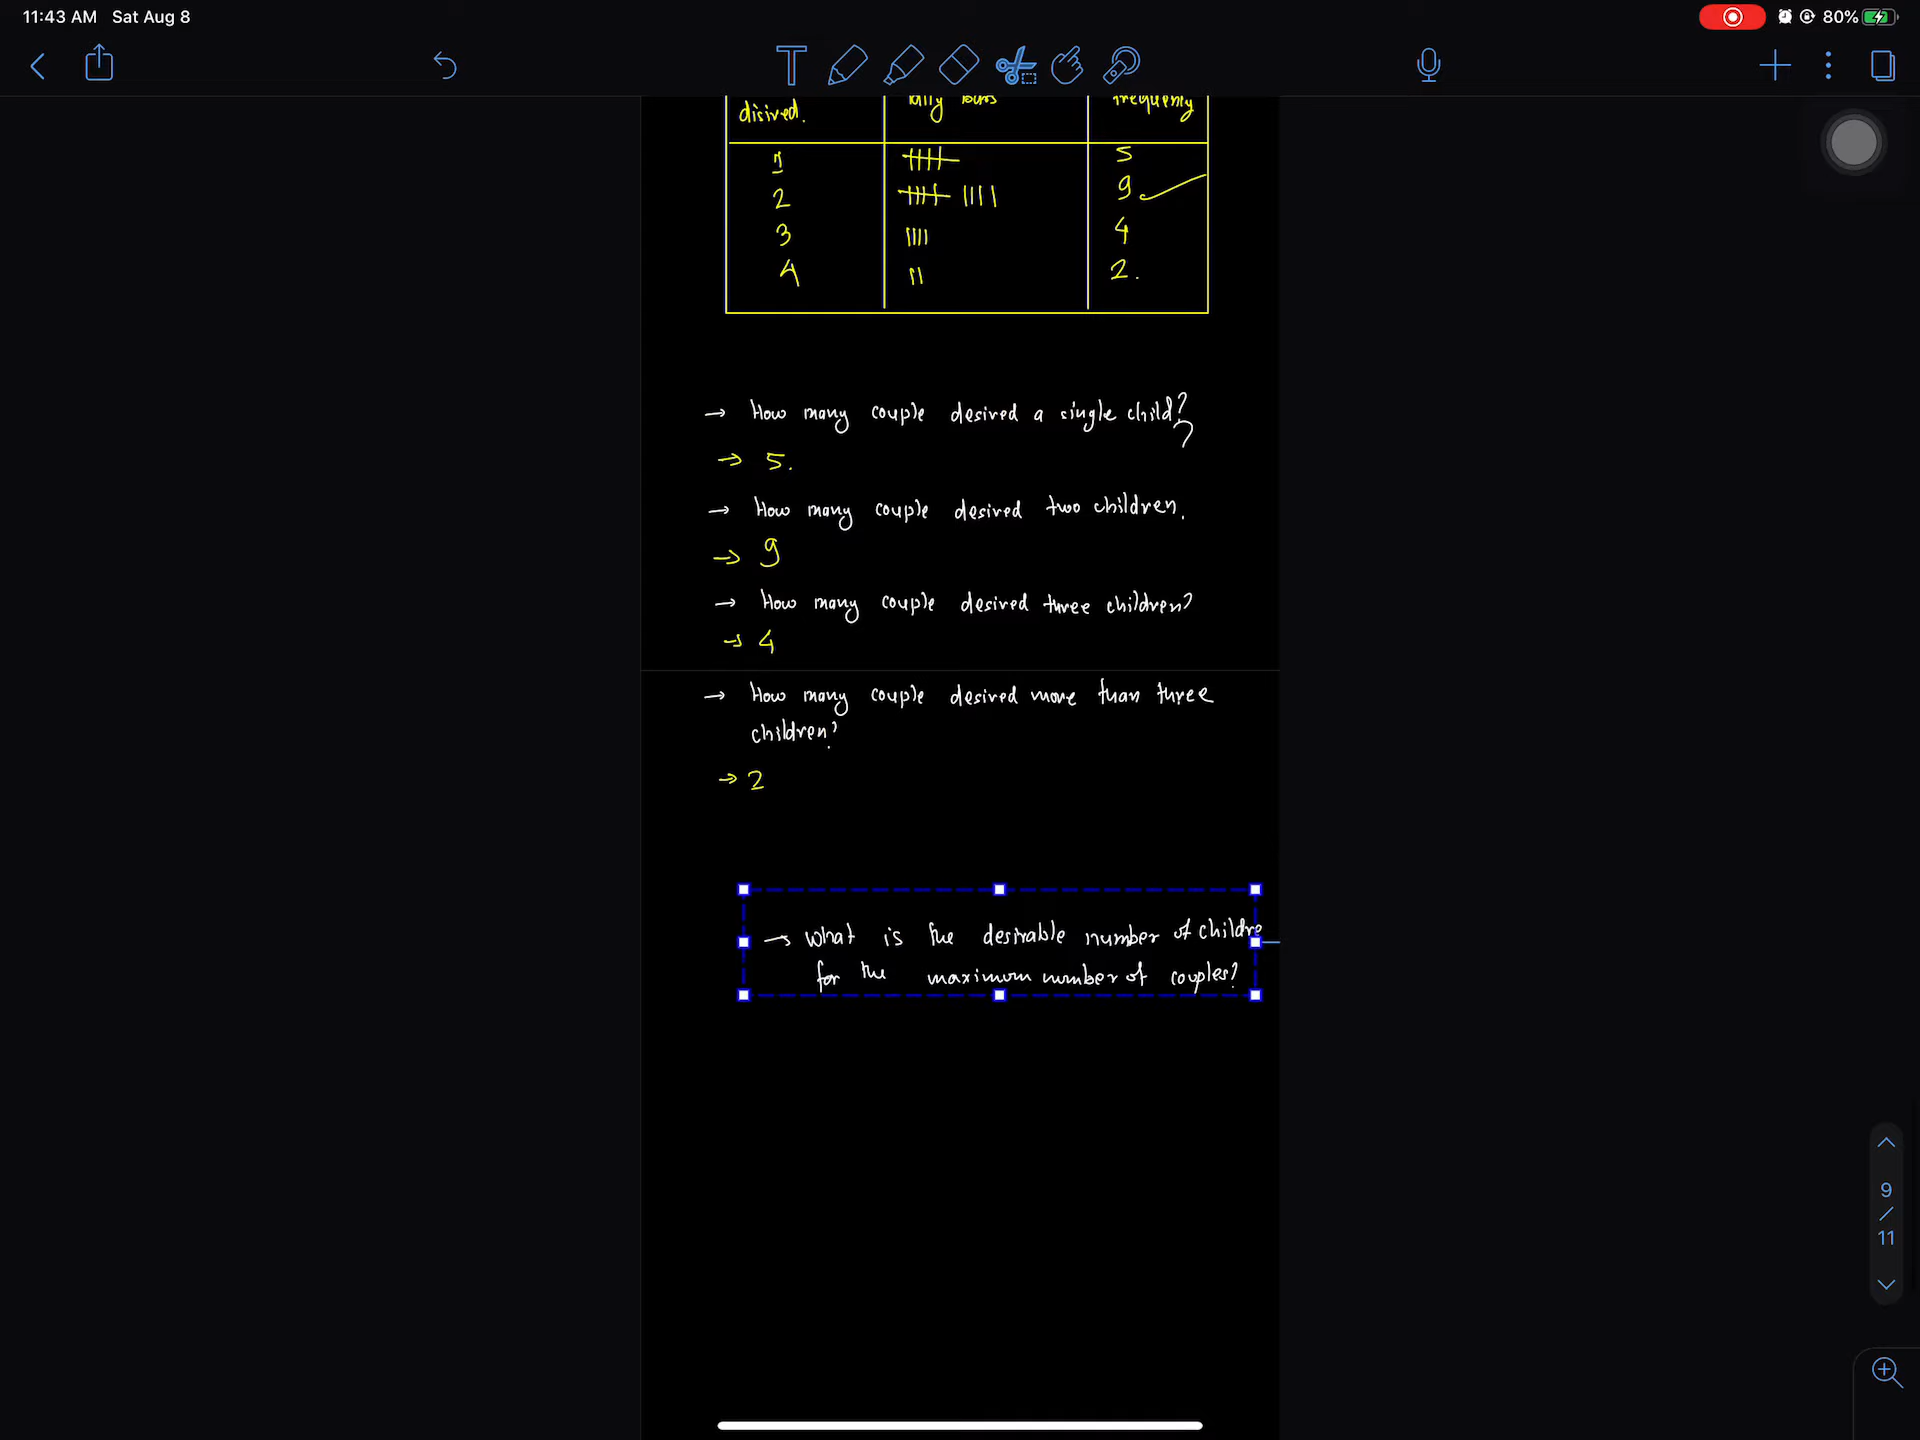 11:43 AM Sat Aug 8
80%
disired. tally bars frequency
1 5
2 9
3 4
4 2.
→ How many couple desired a single child?
→ 5.
→ How many couple desired two children.
→ 9
→ How many couple desired three children?
→ 4
→ How many couple desired more than three
children?
→ 2
→ What is the desirable number of childre
for the maximum number of couples?
9
/
11